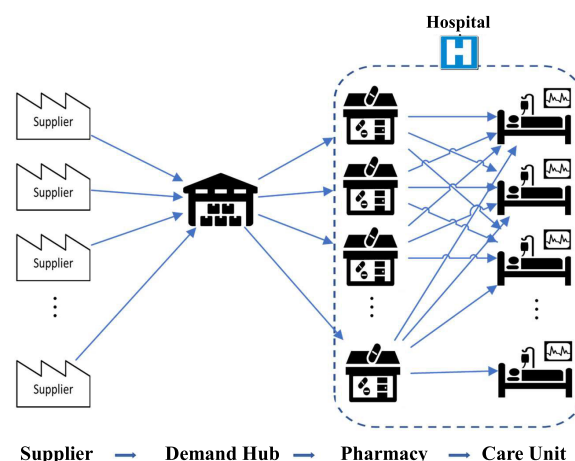 Hospital
H
Supplier
Supplier
Supplier
Supplier
Supplier → Demand Hub → Pharmacy → Care Unit